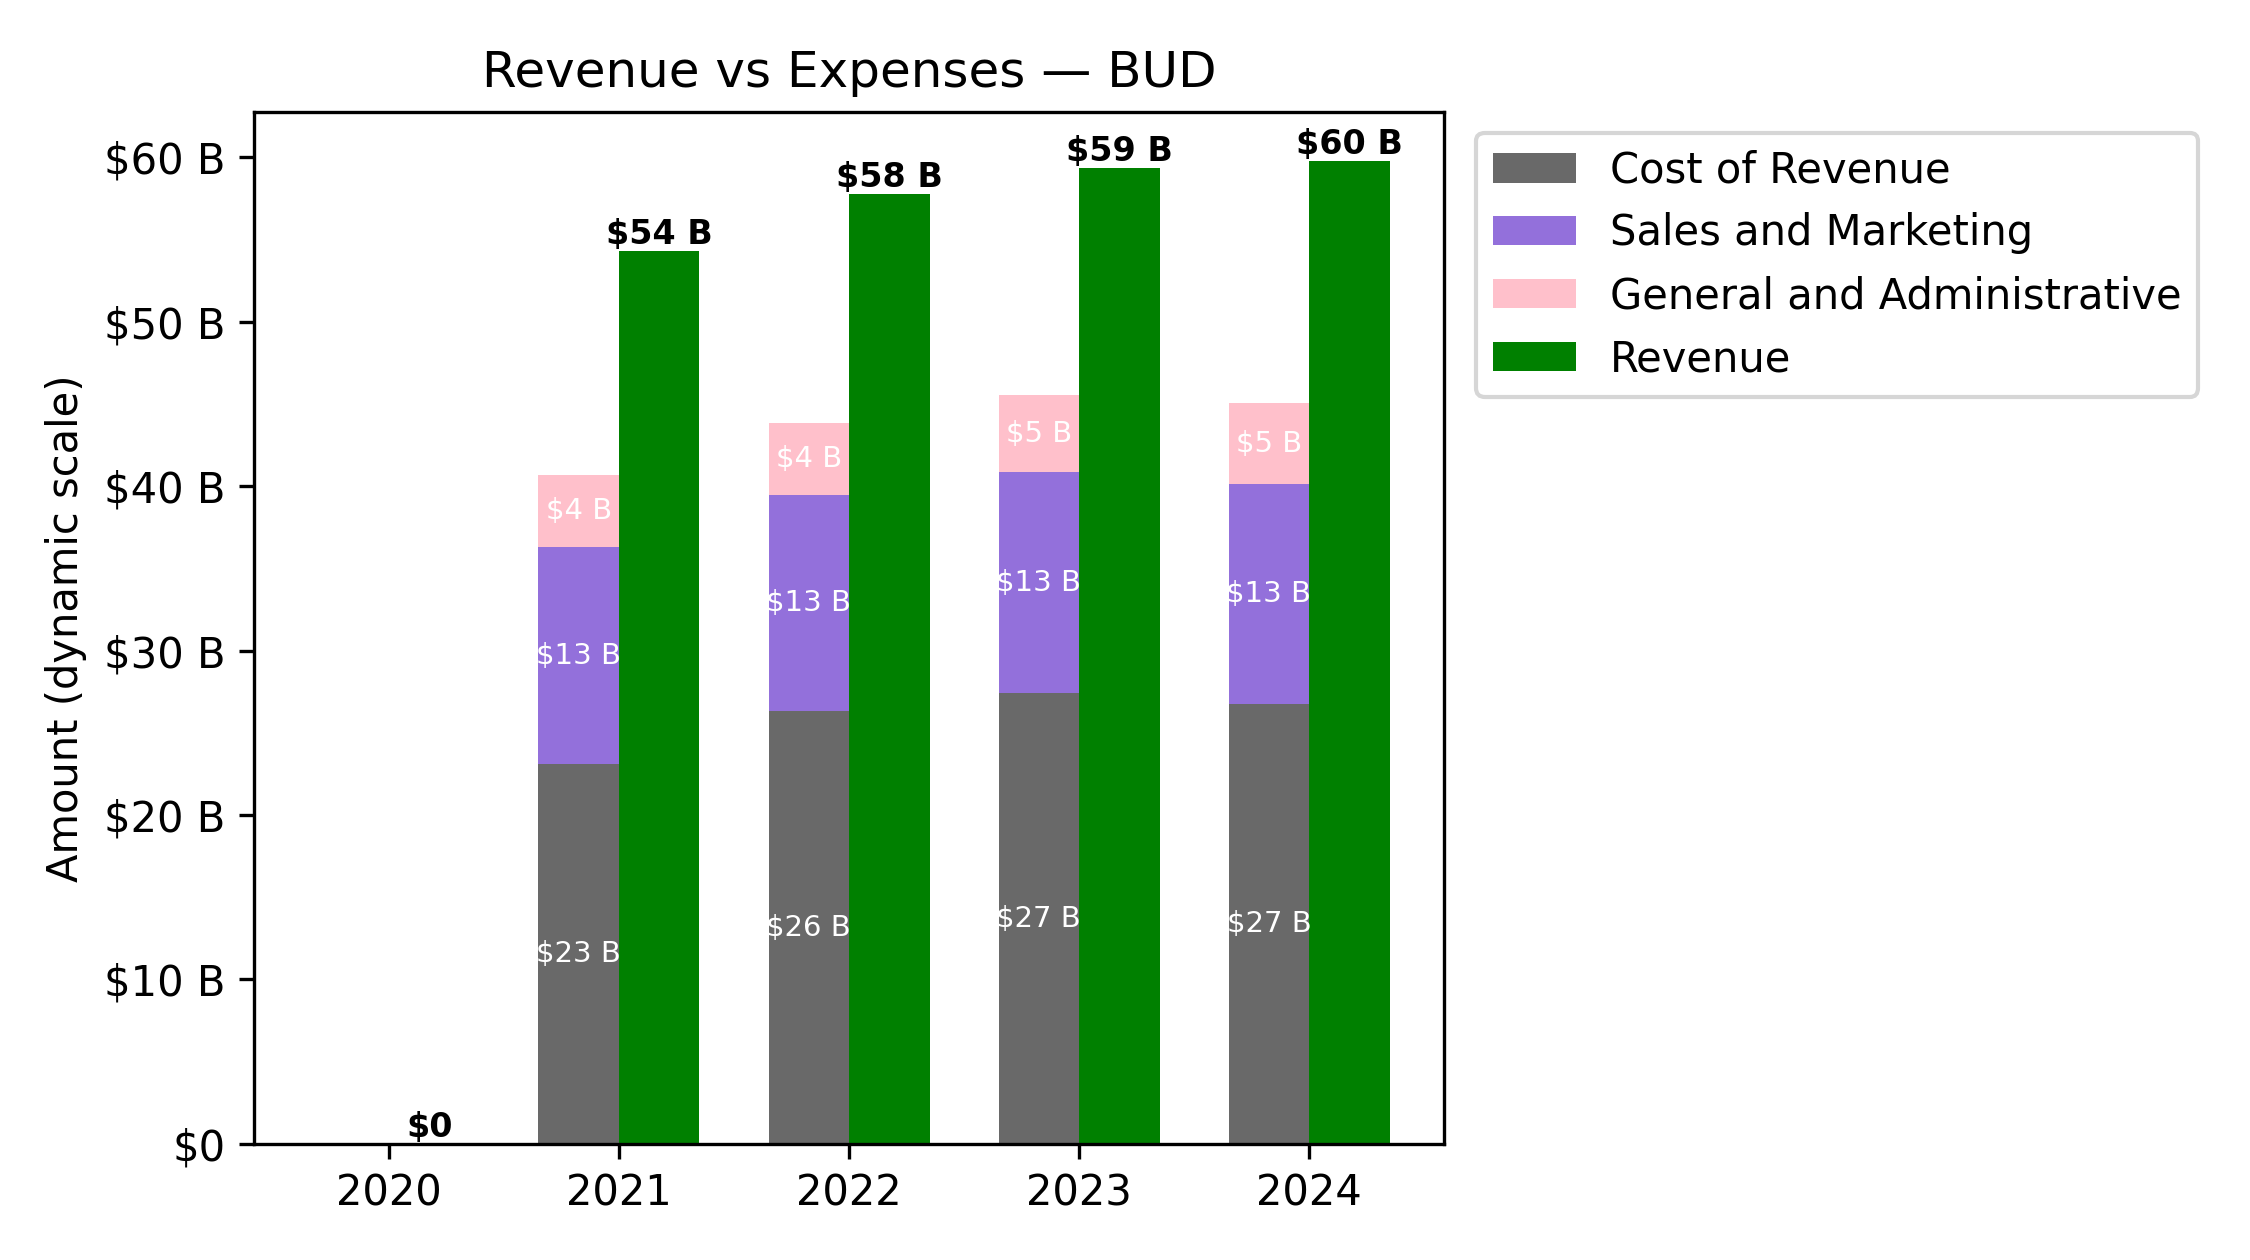 Revenue vs Expenses — BUD
Amount (dynamic scale)
$60 B
$50 B
$40 B
$30 B
$20 B
$10 B
$0
$0
$54 B
$4 B
$13 B
$23 B
$58 B
$4 B
$13 B
$26 B
$59 B
$5 B
$13 B
$27 B
$60 B
$5 B
$13 B
$27 B
2020
2021
2022
2023
2024
Cost of Revenue
Sales and Marketing
General and Administrative
Revenue